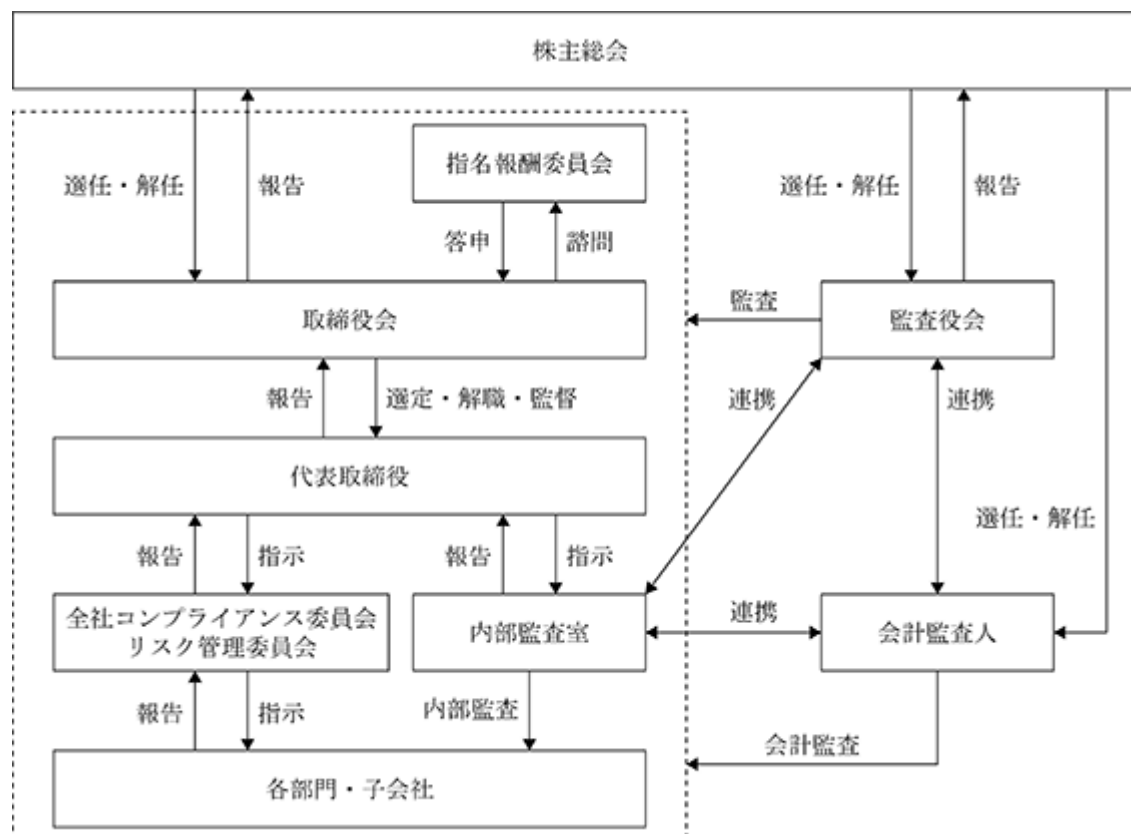 株主総会
選任・解任
報告
指名報酬委員会
選任・解任
報告
答申
諮問
取締役会
監査
監査役会
報告
選定・解職・監督
連携
連携
代表取締役
報告
指示
報告
指示
選任・解任
全社コンプライアンス委員会
リスク管理委員会
内部監査室
連携
会計監査人
報告
指示
内部監査
会計監査
各部門・子会社